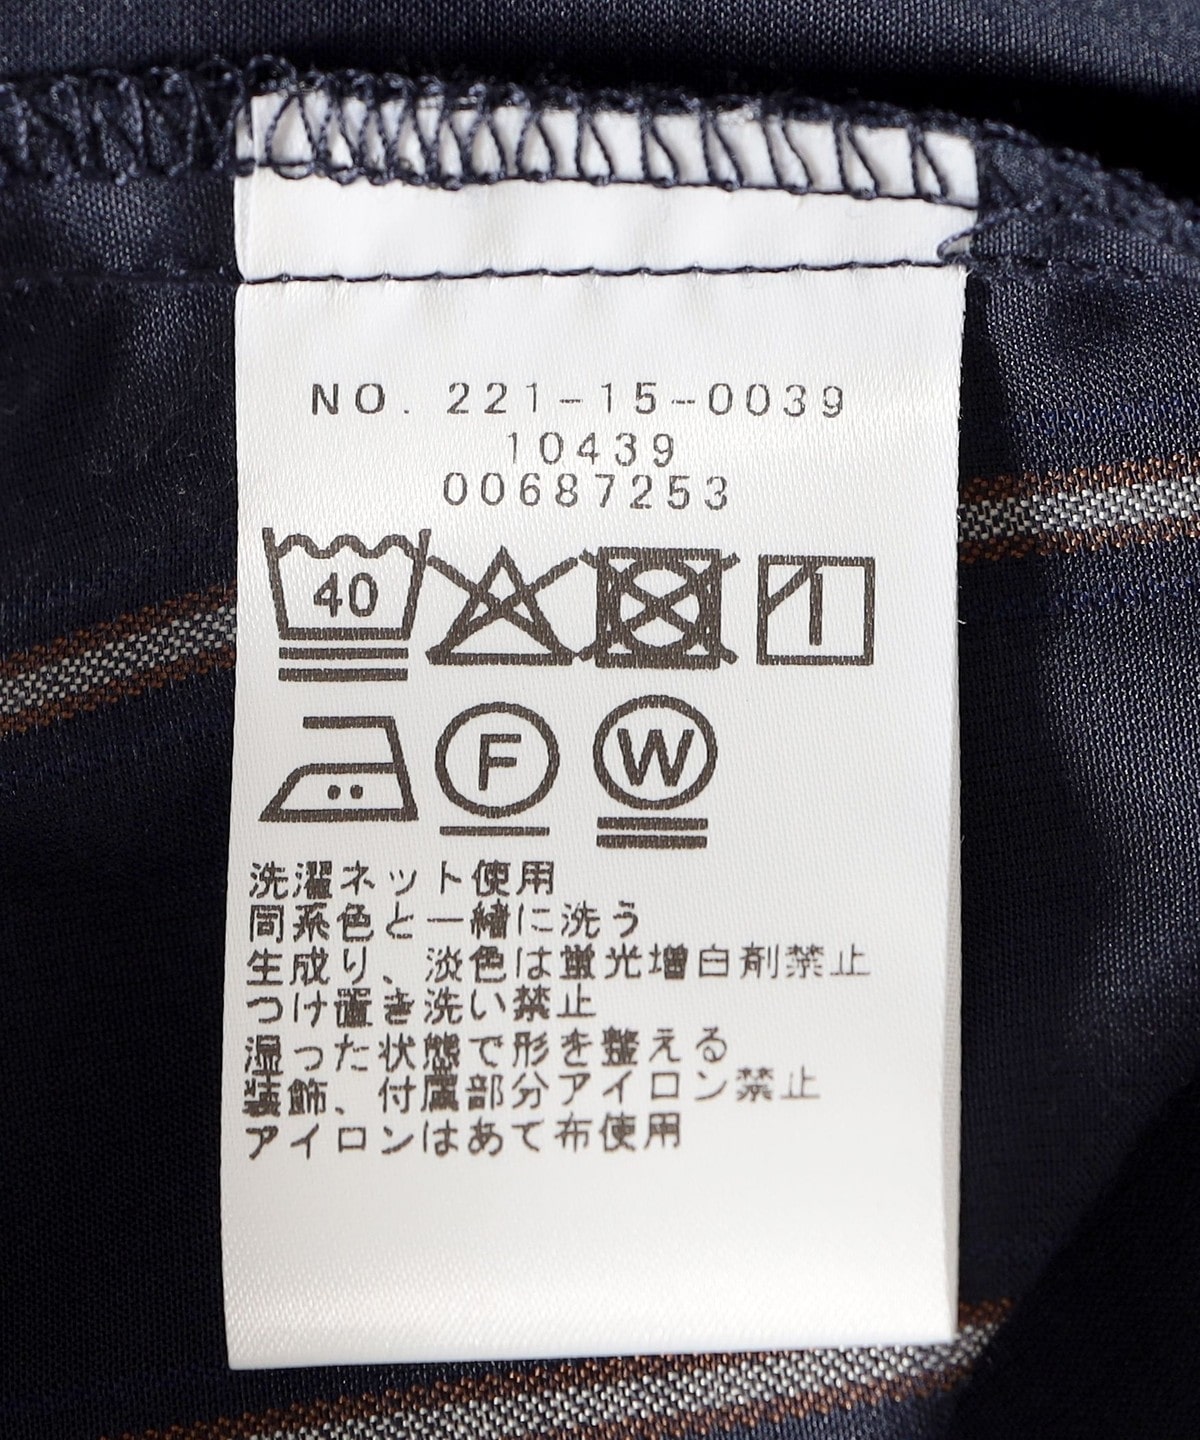 NO. 221-15-0039
10439
00687253
40
F
W
洗濯ネット使用
同系色と一緒に洗う
生成り、淡色は蛍光増白剤禁止
つけ置き洗い禁止
湿った状態で形を整える
装飾、付属部分アイロン禁止
アイロンはあて布使用